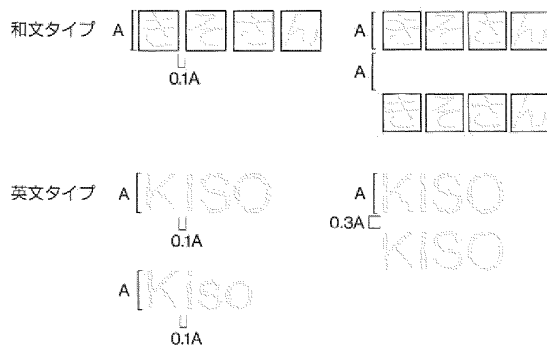 和文タイプ A きそさん A きそさん
0.1A
A
きそさん
英文タイプ A KISO A KISO
0.1A 0.3A
KISO
A Kiso
0.1A